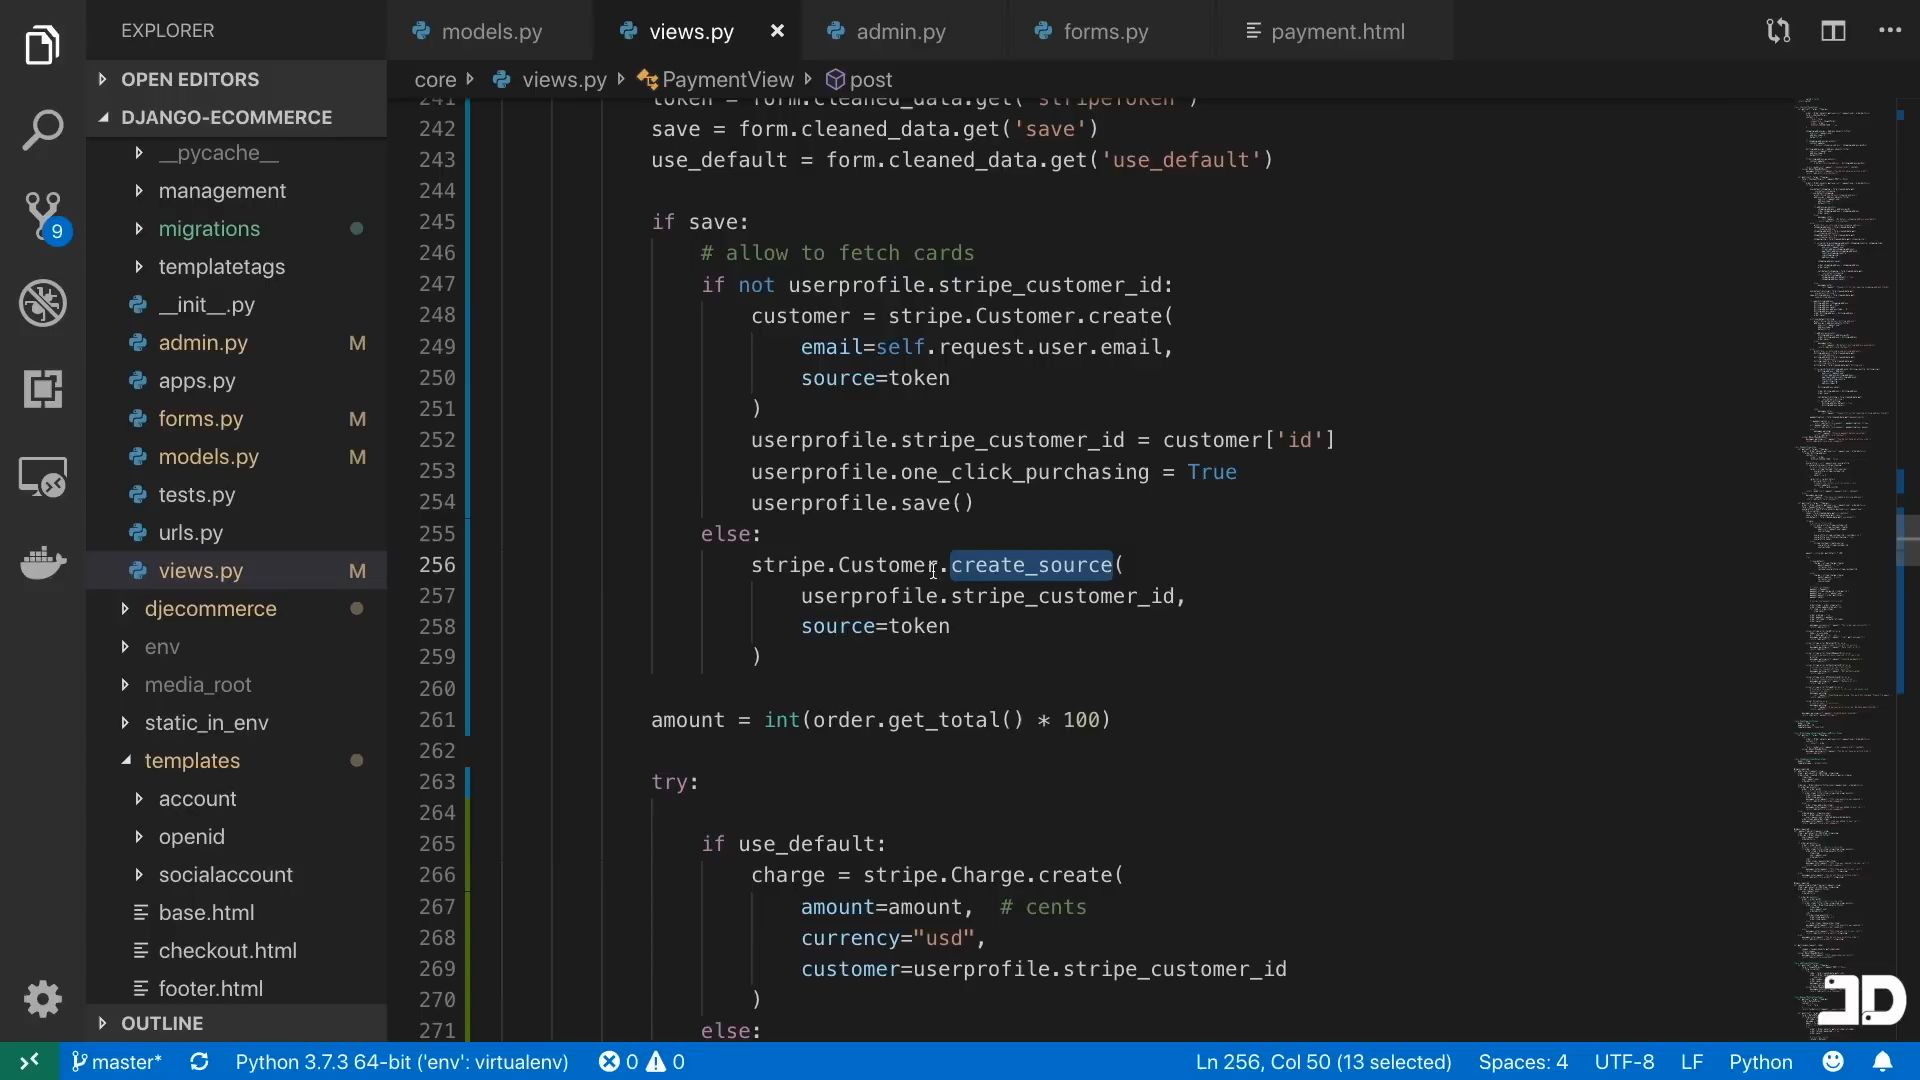 EXPLORER
models.py
views.py
admin.py
forms.py
payment.html
OPEN EDITORS
DJANGO-ECOMMERCE
core
views.py
PaymentView
post
__pycache__
management
migrations
templatetags
__init__.py
admin.py M
apps.py
forms.py M
models.py M
tests.py
urls.py
views.py M
djecommerce
env
media_root
static_in_env
templates
account
openid
socialaccount
base.html
checkout.html
footer.html
OUTLINE
9
241 token = form.cleaned_data.get('stripeToken')
242 save = form.cleaned_data.get('save')
243 use_default = form.cleaned_data.get('use_default')
244
245 if save:
246 # allow to fetch cards
247 if not userprofile.stripe_customer_id:
248 customer = stripe.Customer.create(
249 email=self.request.user.email,
250 source=token
251 )
252 userprofile.stripe_customer_id = customer['id']
253 userprofile.one_click_purchasing = True
254 userprofile.save()
255 else:
256 stripe.Customer.create_source(
257 userprofile.stripe_customer_id,
258 source=token
259 )
260
261 amount = int(order.get_total() * 100)
262
263 try:
264
265 if use_default:
266 charge = stripe.Charge.create(
267 amount=amount,  # cents
268 currency="usd",
269 customer=userprofile.stripe_customer_id
270 )
271 else:
JD
master*
Python 3.7.3 64-bit ('env': virtualenv)
0
0
Ln 256, Col 50 (13 selected)
Spaces: 4
UTF-8
LF
Python